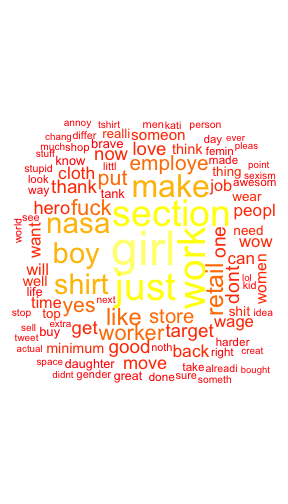 annoy tshirt men kati person
chang differ realli someon day ever
much shop brave love think femin pleas
stuff know now employe made point
stupid littl cloth put make thing sexism
look thank tank job awesom
way hero fuck section wear peopl
world see nasa girl work one need
want boy just retail dont wow
will shirt can women lol kid
well yes like store
life time next worker target wage shit idea
stop top get good back harder
sell extra buy minimum move right creat
tweet actual daughter noth take alreadi bought
space gender great done sure someth
didnt